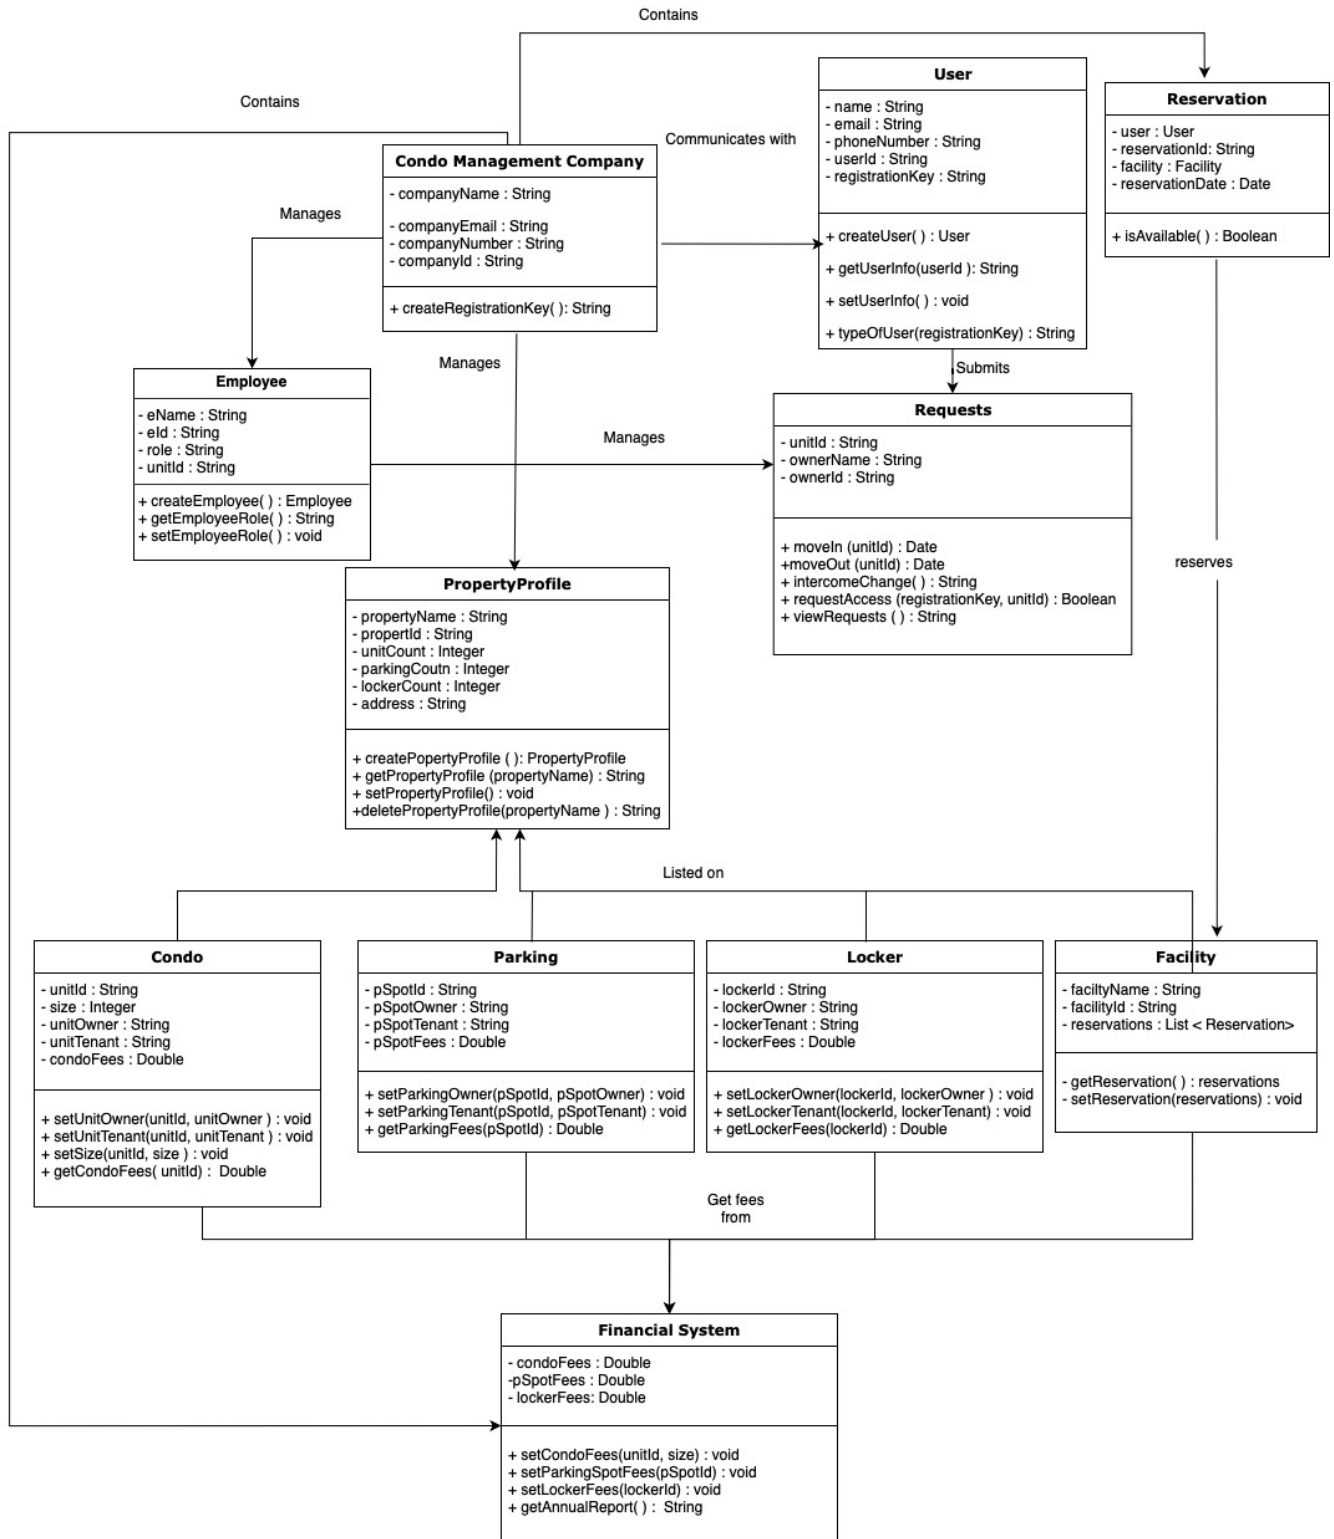 Contains
User
- name : String
- email : String
- phoneNumber : String
- userId : String
- registrationKey : String
+ createUser( ) : User
+ getUserInfo(userId ): String
+ setUserInfo( ) : void
+ typeOfUser(registrationKey) : String
Reservation
- user : User
- reservationId: String
- facility : Facility
- reservationDate : Date
+ isAvailable( ) : Boolean
Contains
Communicates with
Condo Management Company
- companyName : String
- companyEmail : String
- companyNumber : String
- companyId : String
+ createRegistrationKey( ): String
Manages
Manages
Submits
Employee
- eName : String
- eId : String
- role : String
- unitId : String
+ createEmployee( ) : Employee
+ getEmployeeRole( ) : String
+ setEmployeeRole( ) : void
Manages
Requests
- unitId : String
- ownerName : String
- ownerId : String
+ moveIn (unitId) : Date
+moveOut (unitId) : Date
+ intercomeChange( ) : String
+ requestAccess (registrationKey, unitId) : Boolean
+ viewRequests ( ) : String
reserves
PropertyProfile
- propertyName : String
- propertId : String
- unitCount : Integer
- parkingCoutn : Integer
- lockerCount : Integer
- address : String
+ createPopertyProfile ( ): PropertyProfile
+ getPropertyProfile (propertyName) : String
+ setPropertyProfile() : void
+deletePropertyProfile(propertyName ) : String
Listed on
Condo
- unitId : String
- size : Integer
- unitOwner : String
- unitTenant : String
- condoFees : Double
+ setUnitOwner(unitId, unitOwner ) : void
+ setUnitTenant(unitId, unitTenant ) : void
+ setSize(unitId, size ) : void
+ getCondoFees( unitId) :  Double
Parking
- pSpotId : String
- pSpotOwner : String
- pSpotTenant : String
- pSpotFees : Double
+ setParkingOwner(pSpotId, pSpotOwner) : void
+ setParkingTenant(pSpotId, pSpotTenant) : void
+ getParkingFees(pSpotId) : Double
Locker
- lockerId : String
- lockerOwner : String
- lockerTenant : String
- lockerFees : Double
+ setLockerOwner(lockerId, lockerOwner ) : void
+ setLockerTenant(lockerId, lockerTenant) : void
+ getLockerFees(lockerId) : Double
Facility
- faciltyName : String
- facilityId : String
- reservations : List < Reservation>
- getReservation( ) : reservations
- setReservation(reservations) : void
Get fees
from
Financial System
- condoFees : Double
-pSpotFees : Double
- lockerFees: Double
+ setCondoFees(unitId, size) : void
+ setParkingSpotFees(pSpotId) : void
+ setLockerFees(lockerId) : void
+ getAnnualReport( ) :  String